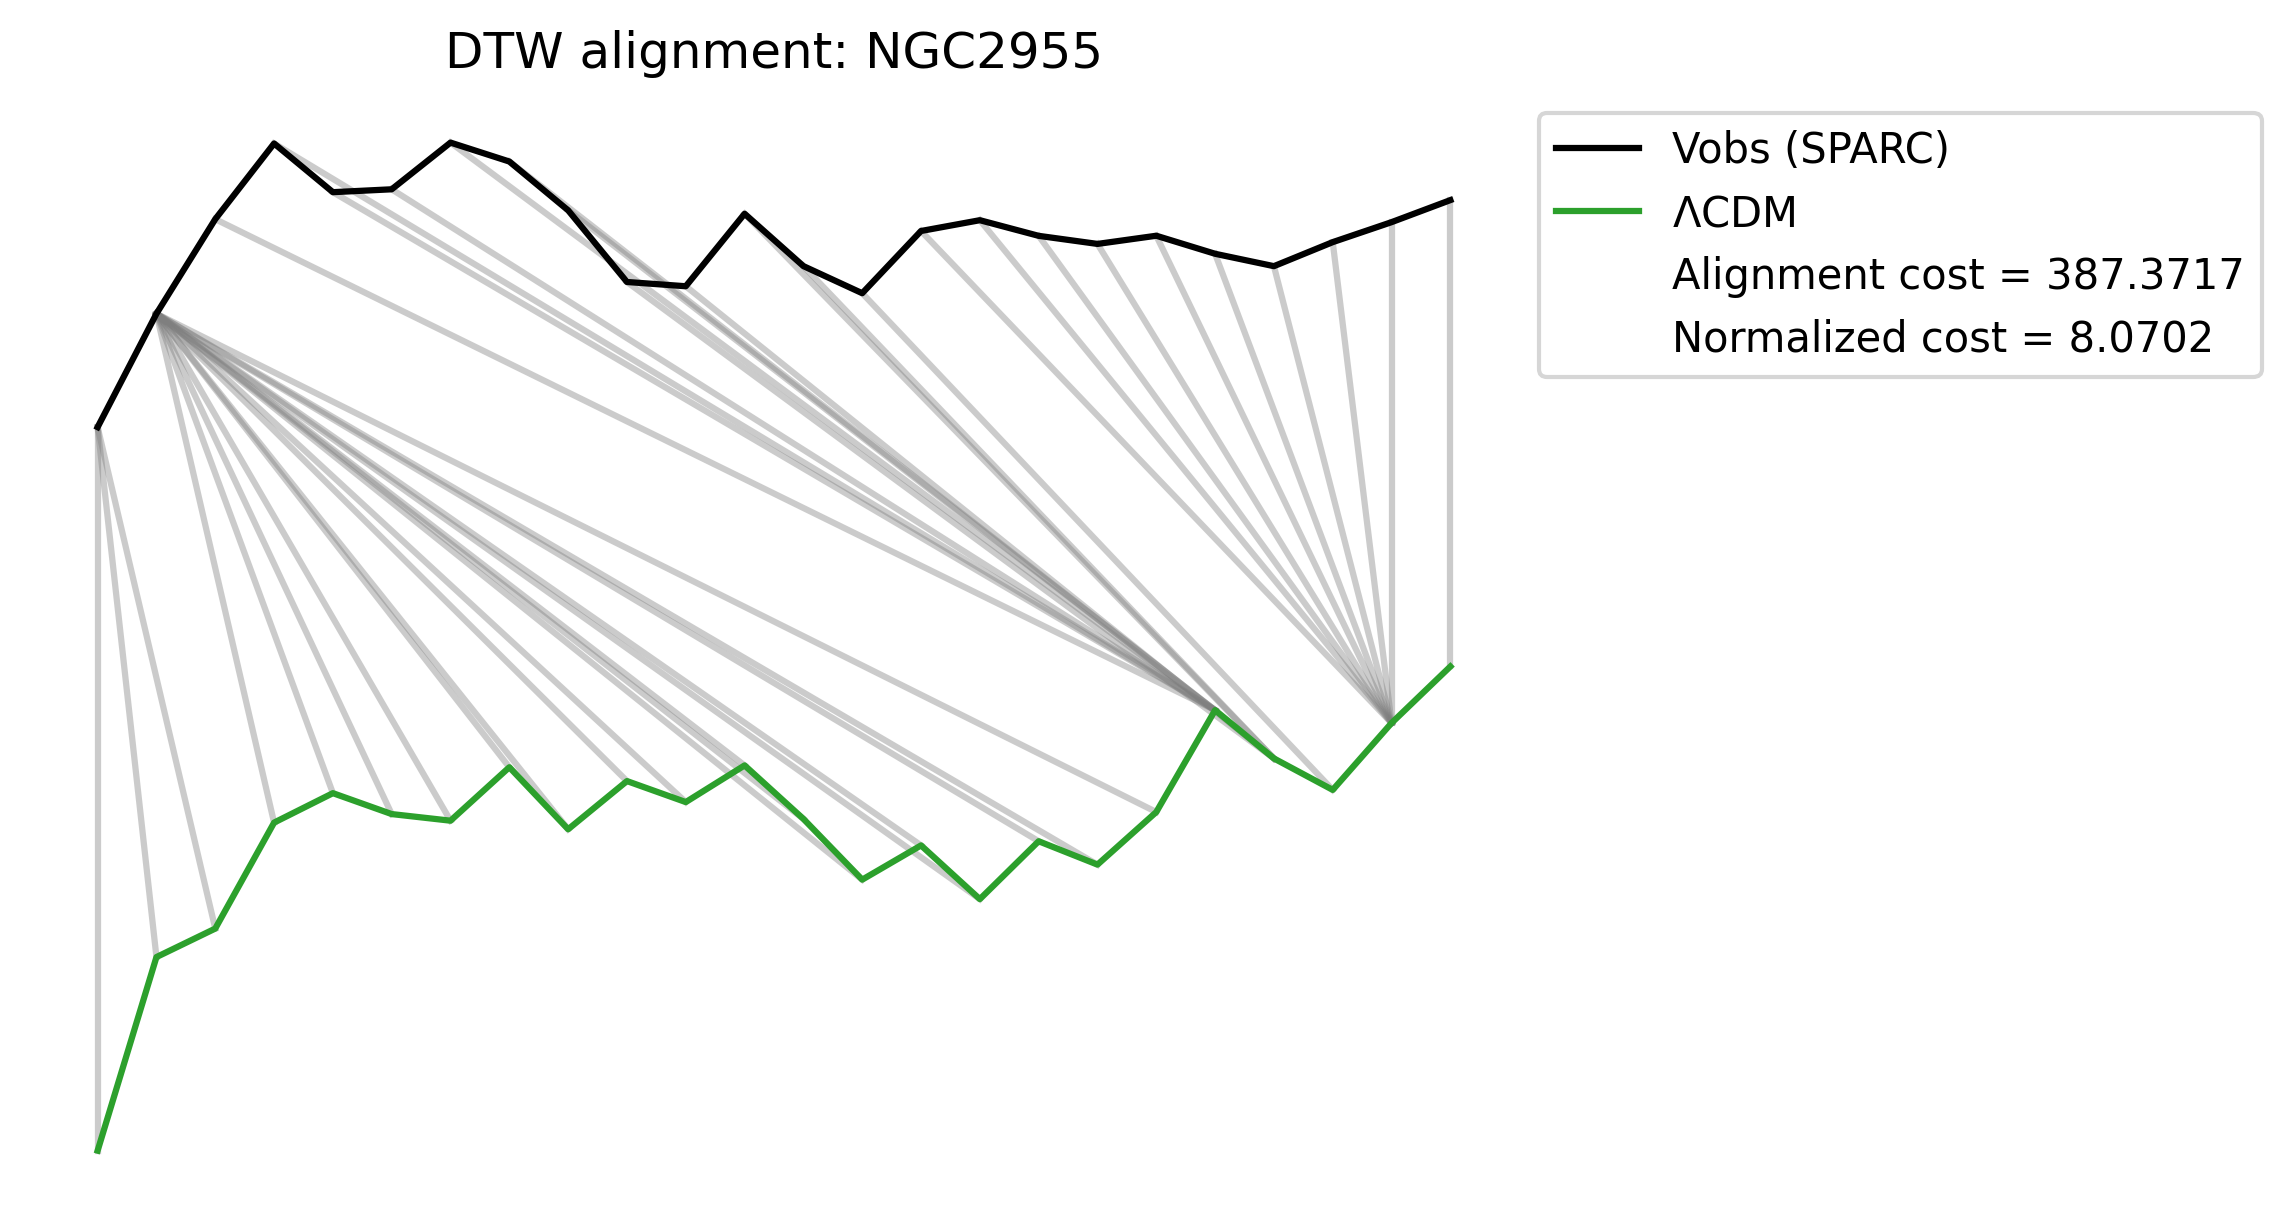 DTW alignment: NGC2955
Vobs (SPARC)
ΛCDM
Alignment cost = 387.3717
Normalized cost = 8.0702